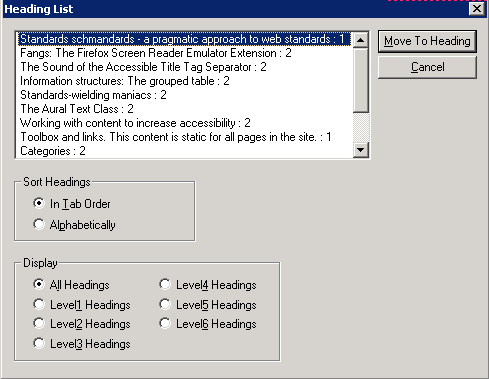 Heading List
Standards schmandards - a pragmatic approach to web standards : 1
Fangs: The Firefox Screen Reader Emulator Extension : 2
The Sound of the Accessible Title Tag Separator : 2
Information structures: The grouped table : 2
Standards-wielding maniacs : 2
The Aural Text Class : 2
Working with content to increase accessibility : 2
Toolbox and links. This content is static for all pages in the site. : 1
Categories : 2
Move To Heading
Cancel
Sort Headings
In Tab Order
Alphabetically
Display
All Headings
Level1 Headings
Level2 Headings
Level3 Headings
Level4 Headings
Level5 Headings
Level6 Headings